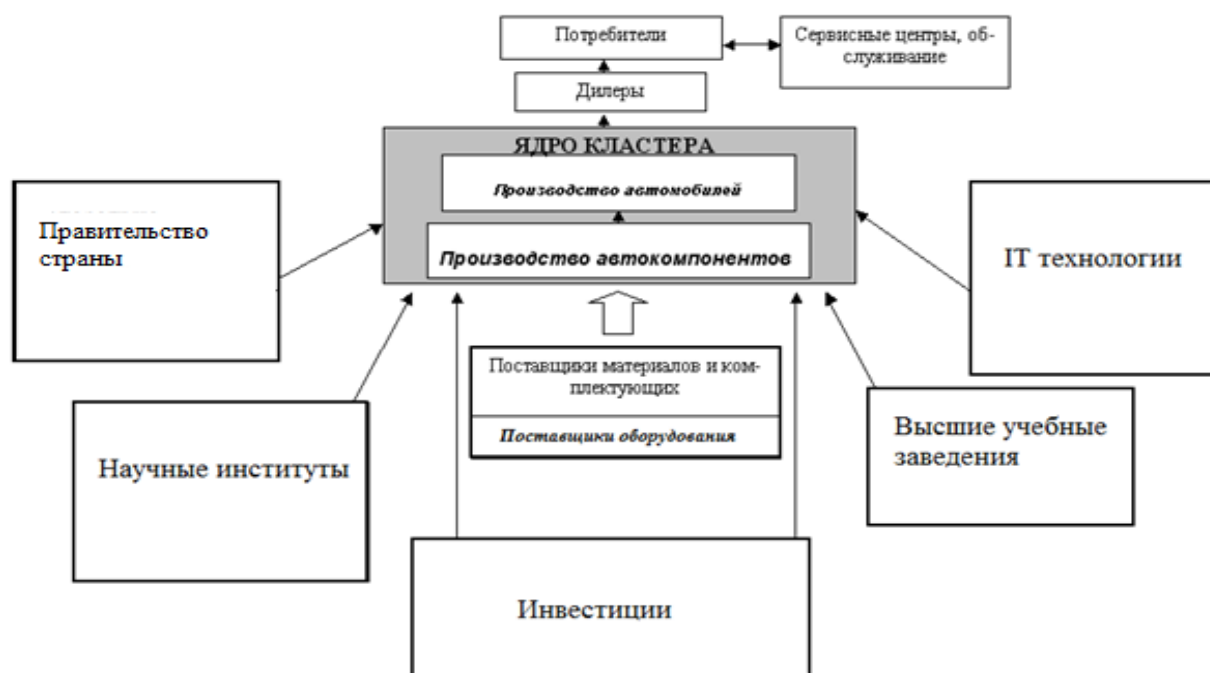 Потребители
Сервисные центры, об-
служивание
Дилеры
ЯДРО КЛАСТЕРА
Производство автомобилей
Производство автокомпонентов
Правительство
страны
IT технологии
Поставщики материалов и ком-
плектующих
Поставщики оборудования
Научные институты
Высшие учебные
заведения
Инвестиции